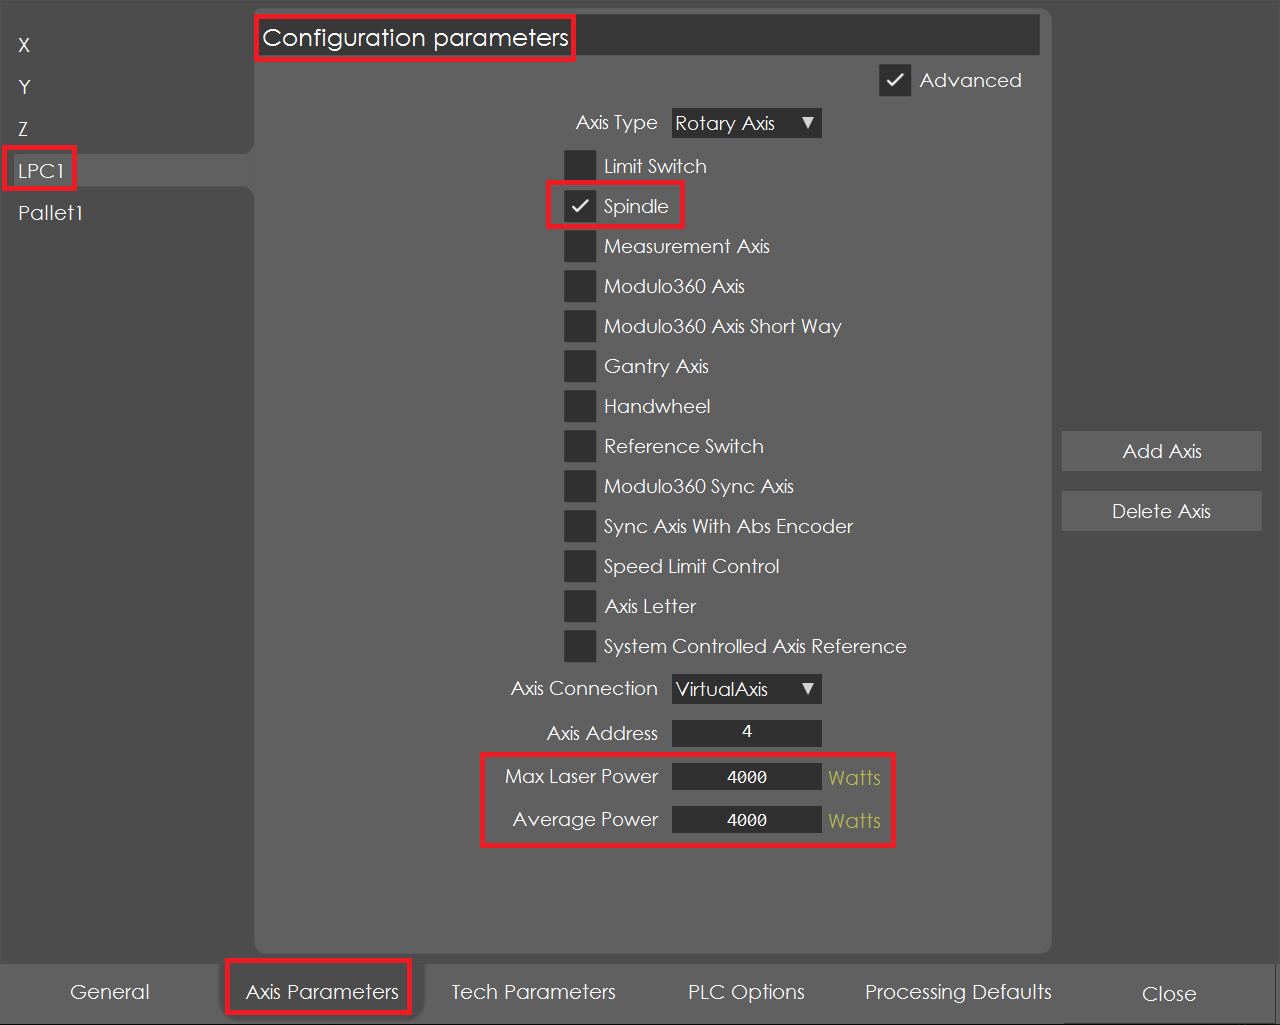 X
Y
Z
LPC1
Pallet1
Configuration parameters
Advanced
Axis Type Rotary Axis
Limit Switch
Spindle
Measurement Axis
Modulo360 Axis
Modulo360 Axis Short Way
Gantry Axis
Handwheel
Reference Switch
Modulo360 Sync Axis
Sync Axis With Abs Encoder
Speed Limit Control
Axis Letter
System Controlled Axis Reference
Axis Connection VirtualAxis
Axis Address 4
Max Laser Power 4000 Watts
Average Power 4000 Watts
Add Axis
Delete Axis
General Axis Parameters Tech Parameters PLC Options Processing Defaults Close